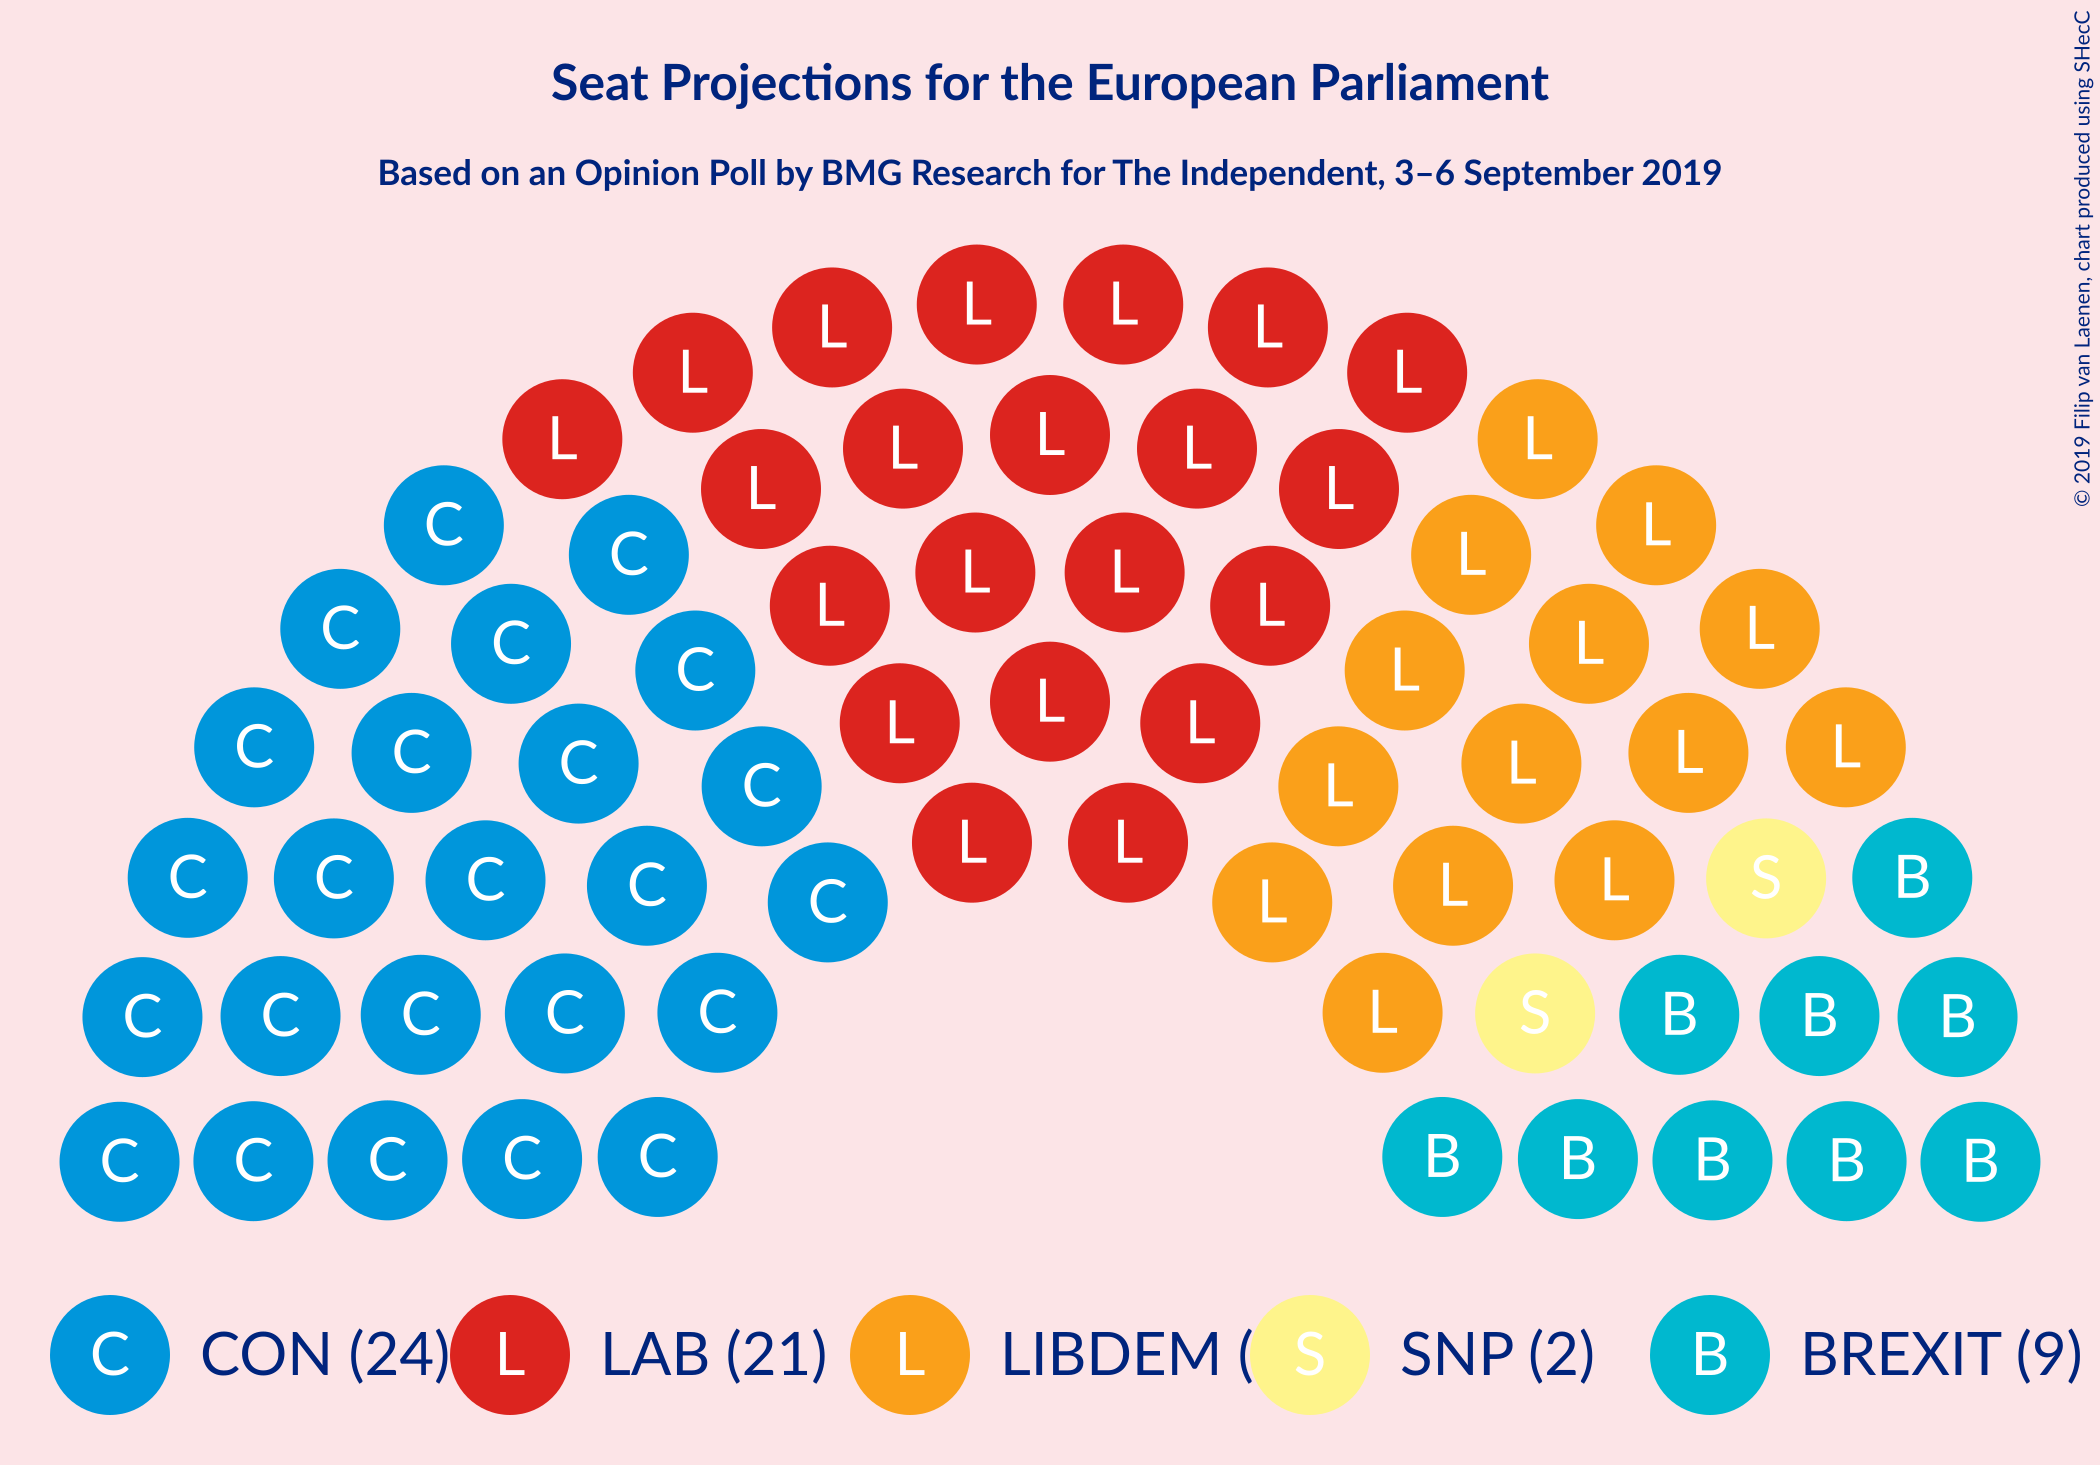 Seat Projections for the European Parliament
Based on an Opinion Poll by BMG Research for The Independent, 3–6 September 2019
© 2019 Filip van Laenen, chart produced using SHecC
L L
L L
L L
L L L L L
L L
C L
C L
L L
L L
C L
C L
C L
L
L L
C C C L L L
C L
L L
C C C C C L L L S B
C C C C C L S B B B
C C C C C B B B B B
C CON (24) L LAB (21) L LIBDEM ( S SNP (2) B BREXIT (9)